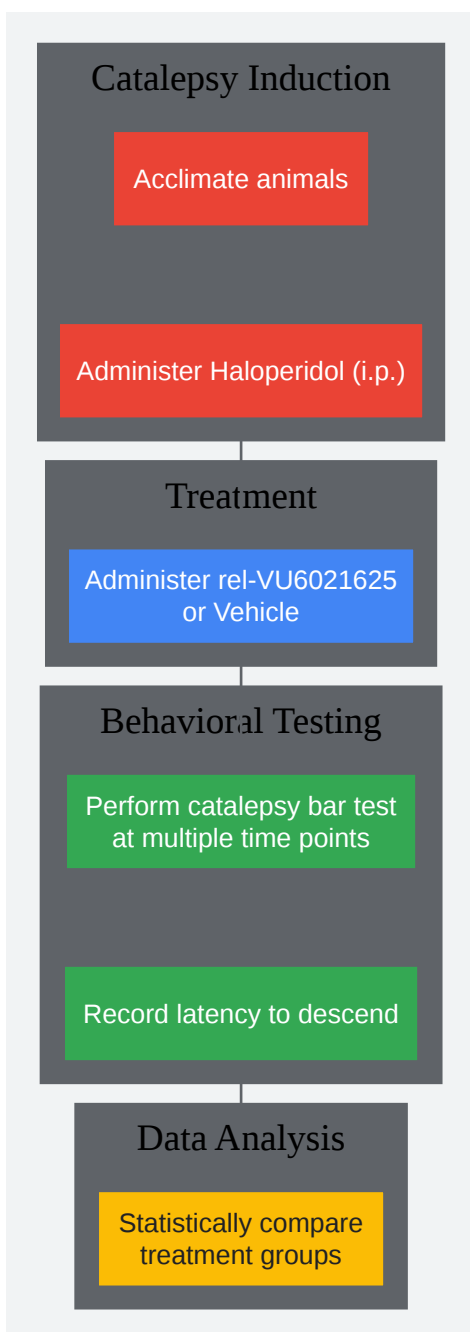 Catalepsy Induction
Acclimate animals
Administer Haloperidol (i.p.)
Treatment
Administer rel-VU6021625
or Vehicle
Behavioral Testing
Perform catalepsy bar test
at multiple time points
Record latency to descend
Data Analysis
Statistically compare
treatment groups